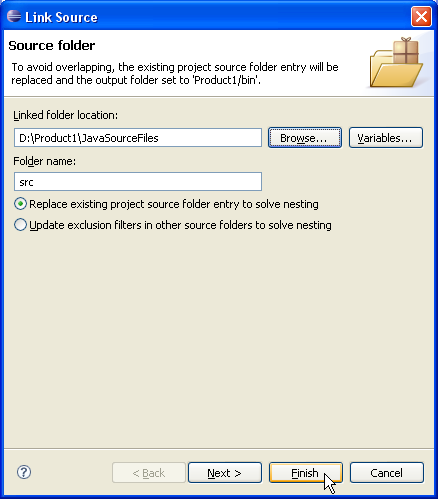 Link Source
Source folder
To avoid overlapping, the existing project source folder entry will be
replaced and the output folder set to 'Product1/bin'.
Linked folder location:
D:\Product1\JavaSourceFiles
Browse...
Variables...
Folder name:
src
Replace existing project source folder entry to solve nesting
Update exclusion filters in other source folders to solve nesting
?
< Back
Next >
Finish
Cancel